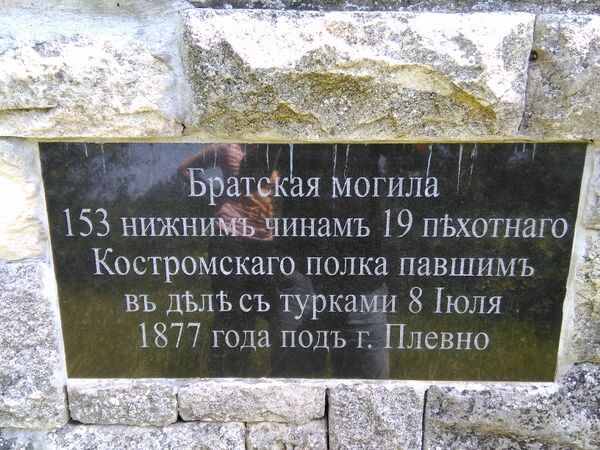 Братская могила
153 нижнимъ чинамъ 19 пѣхотнаго
Костромскаго полка павшимъ
въ дѣлѣ съ турками 8 Іюля
1877 года подъ г. Плевно